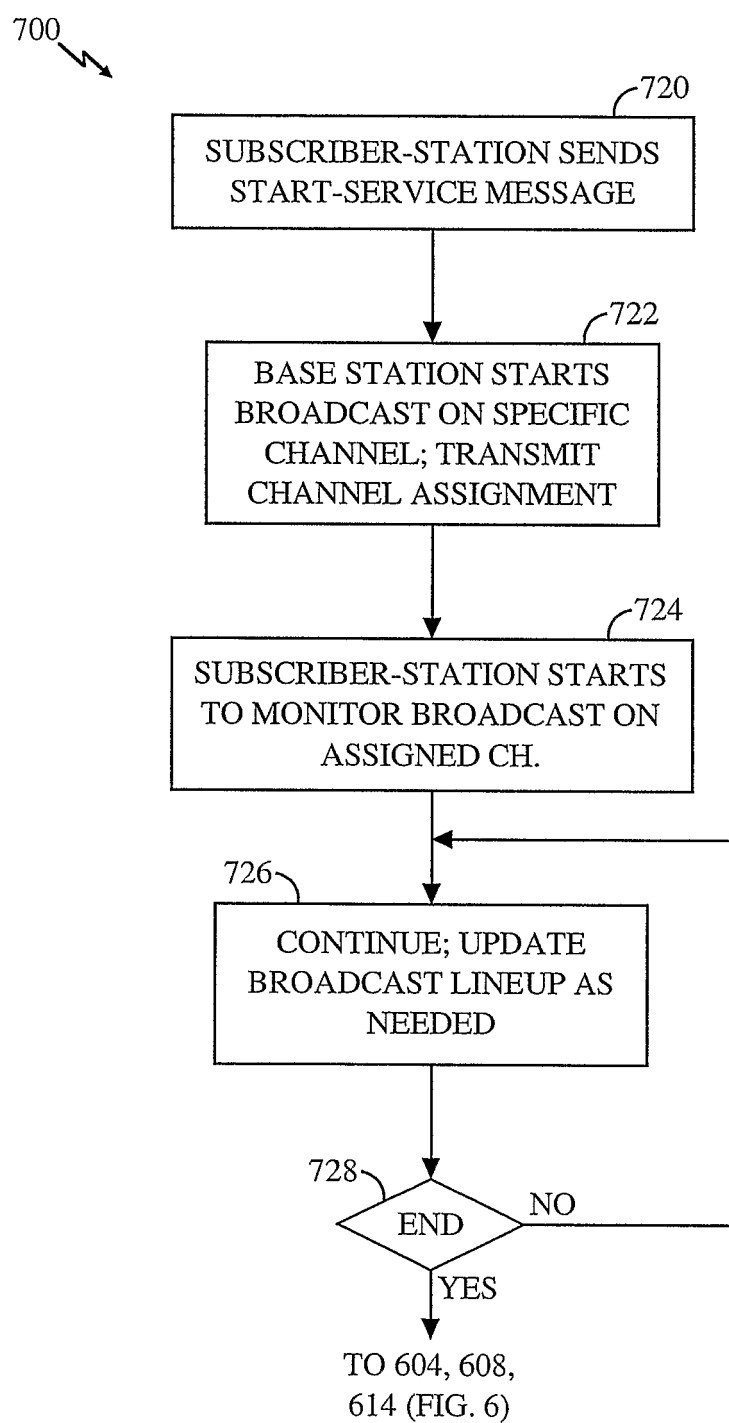 700
720
SUBSCRIBER-STATION SENDS
START-SERVICE MESSAGE
722
BASE STATION STARTS
BROADCAST ON SPECIFIC
CHANNEL; TRANSMIT
CHANNEL ASSIGNMENT
724
SUBSCRIBER-STATION STARTS
TO MONITOR BROADCAST ON
ASSIGNED CH.
726
CONTINUE; UPDATE
BROADCAST LINEUP AS
NEEDED
728
END
NO
YES
TO 604, 608,
614 (FIG. 6)